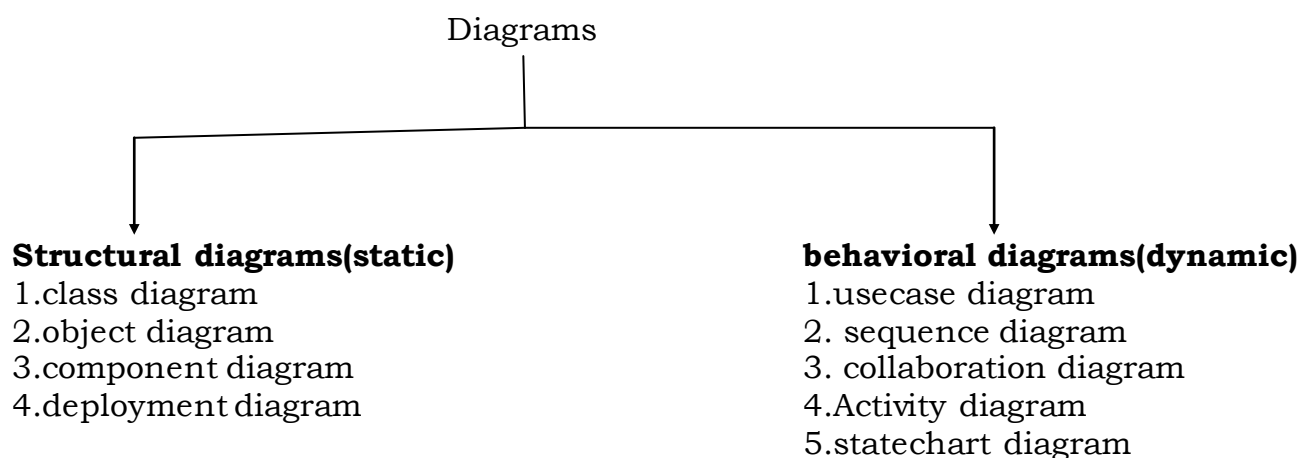 Diagrams
Structural diagrams(static)
1.class diagram
2.object diagram
3.component diagram
4.deployment diagram
behavioral diagrams(dynamic)
1.usecase diagram
2. sequence diagram
3. collaboration diagram
4.Activity diagram
5.statechart diagram